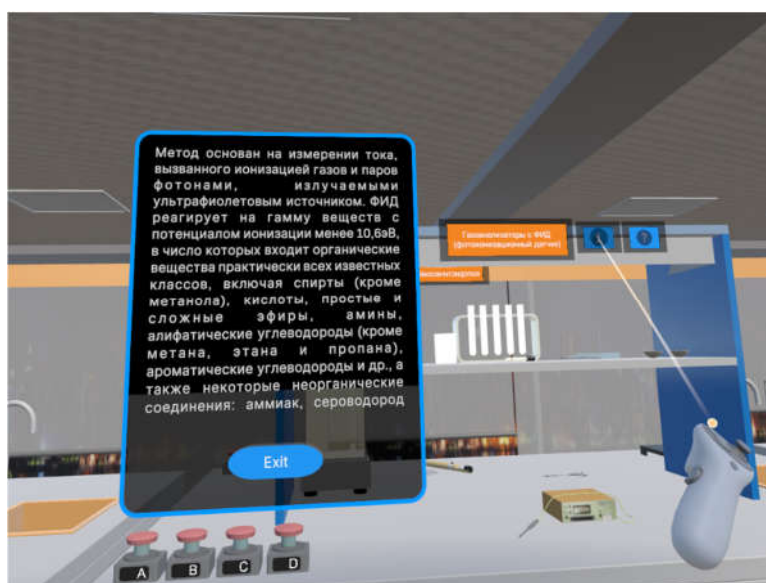 Метод основан на измерении тока,
вызванного ионизацией газов и паров
фотонами, излучаемыми
ультрафиолетовым источником. ФИД
реагирует на гамму веществ с
потенциалом ионизации менее 10,6эВ,
в число которых входит органические
вещества практически всех известных
классов, включая спирты (кроме
метанола), кислоты, простые и
сложные эфиры, амины,
алифатические углеводороды (кроме
метана, этана и пропана),
ароматические углеводороды и др., а
также некоторые неорганические
соединения: аммиак, сероводород
Exit
Газоанализаторы с ФИД
(фотоионизационный датчик)
?
A B C D